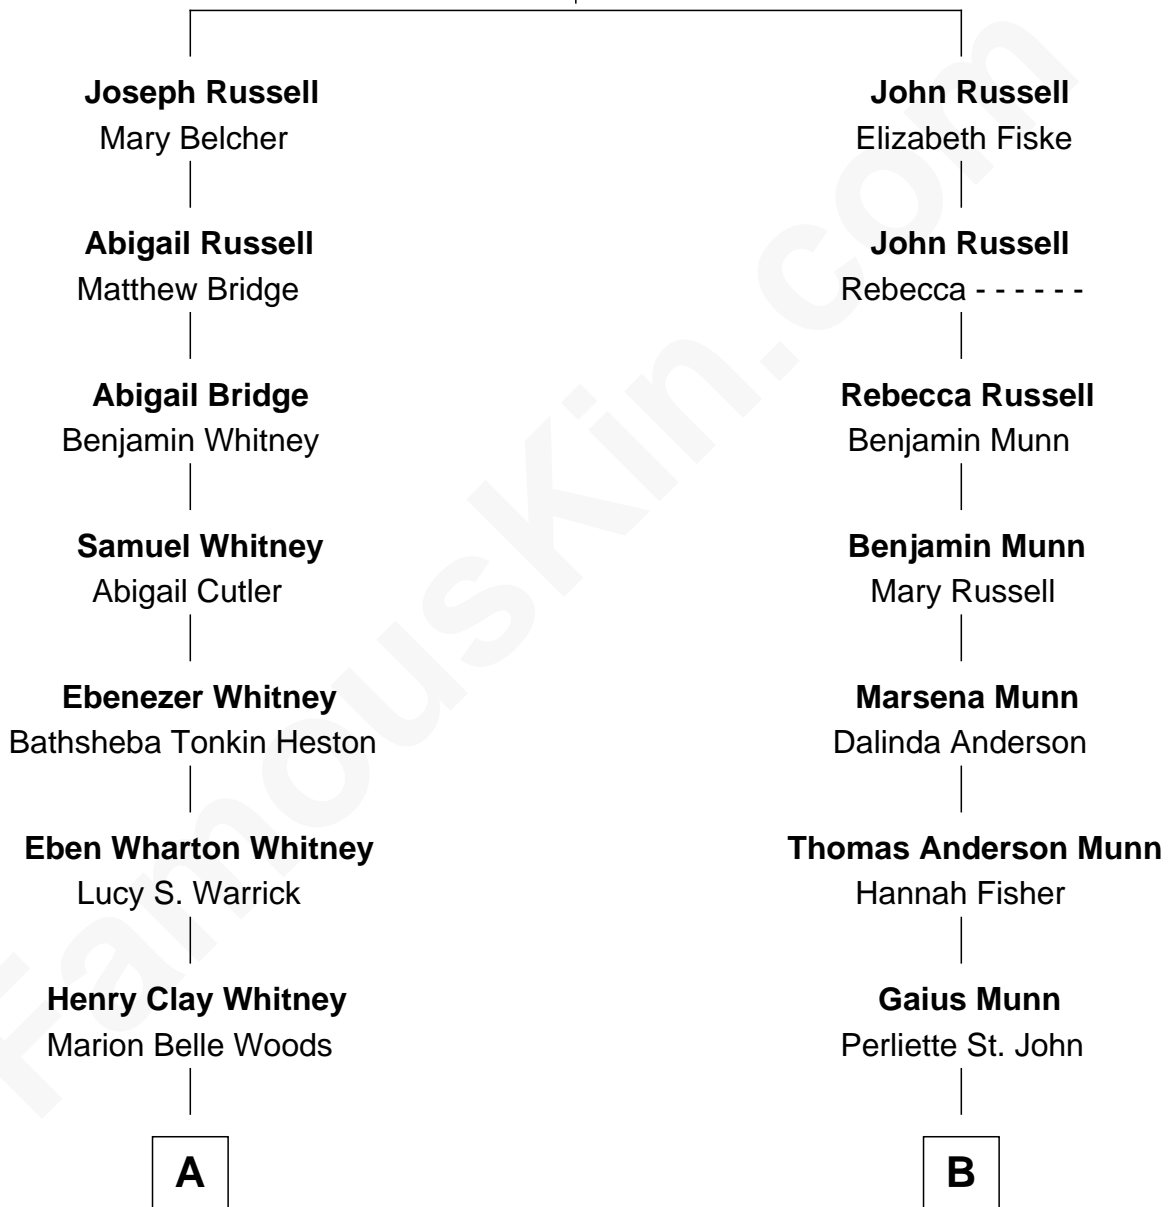 Joseph Russell
Mary Belcher
Abigail Russell
Matthew Bridge
Abigail Bridge
Benjamin Whitney
Samuel Whitney
Abigail Cutler
Ebenezer Whitney
Bathsheba Tonkin Heston
Eben Wharton Whitney
Lucy S. Warrick
Henry Clay Whitney
Marion Belle Woods
A
John Russell
Elizabeth Fiske
John Russell
Rebecca - - - - - -
Rebecca Russell
Benjamin Munn
Benjamin Munn
Mary Russell
Marsena Munn
Dalinda Anderson
Thomas Anderson Munn
Hannah Fisher
Gaius Munn
Perliette St. John
B
FamousKin.com